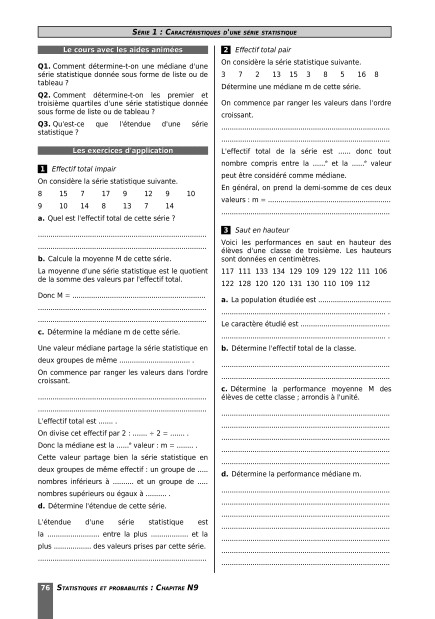 SÉRIE 1 : CARACTÉRISTIQUES D'UNE SÉRIE STATISTIQUE
Le cours avec les aides animées
Q1. Comment détermine-t-on une médiane d'une
série statistique donnée sous forme de liste ou de
tableau ?
Q2. Comment détermine-t-on les premier et
troisième quartiles d'une série statistique donnée
sous forme de liste ou de tableau ?
Q3. Qu'est-ce que l'étendue d'une série
statistique ?
Les exercices d'application
1 Effectif total impair
On considère la série statistique suivante.
8 15 7 17 9 12 9 10
9 10 14 8 13 7 14
a. Quel est l'effectif total de cette série ?
................................................................................
................................................................................
b. Calcule la moyenne M de cette série.
La moyenne d'une série statistique est le quotient
de la somme des valeurs par l'effectif total.
Donc M = ...............................................................
................................................................................
................................................................................
c. Détermine la médiane m de cette série.
Une valeur médiane partage la série statistique en
deux groupes de même ................................. .
On commence par ranger les valeurs dans l'ordre
croissant.
................................................................................
................................................................................
L'effectif total est ....... .
On divise cet effectif par 2 : ....... ÷ 2 = ....... .
Donc la médiane est la ......e valeur : m = ........ .
Cette valeur partage bien la série statistique en
deux groupes de même effectif : un groupe de .....
nombres inférieurs à .......... et un groupe de .....
nombres supérieurs ou égaux à .......... .
d. Détermine l'étendue de cette série.
L'étendue d'une série statistique est
la ......................... entre la plus .................. et la
plus .................. des valeurs prises par cette série.
................................................................................
2 Effectif total pair
On considère la série statistique suivante.
3 7 2 13 15 3 8 5 16 8
Détermine une médiane m de cette série.
On commence par ranger les valeurs dans l'ordre
croissant.
................................................................................
................................................................................
L'effectif total de la série est ...... donc tout
nombre compris entre la ......e et la ......e valeur
peut être considéré comme médiane.
En général, on prend la demi-somme de ces deux
valeurs : m = ..........................................................
................................................................................
3 Saut en hauteur
Voici les performances en saut en hauteur des
élèves d'une classe de troisième. Les hauteurs
sont données en centimètres.
117 111 133 134 129 109 129 122 111 106
122 128 120 120 131 130 110 109 112
a. La population étudiée est ..................................
............................................................................... .
Le caractère étudié est ..........................................
............................................................................... .
b. Détermine l'effectif total de la classe.
................................................................................
................................................................................
c. Détermine la performance moyenne M des
élèves de cette classe ; arrondis à l'unité.
................................................................................
................................................................................
................................................................................
................................................................................
................................................................................
d. Détermine la performance médiane m.
................................................................................
................................................................................
................................................................................
................................................................................
................................................................................
................................................................................
................................................................................
76 STATISTIQUES ET PROBABILITÉS : CHAPITRE N9